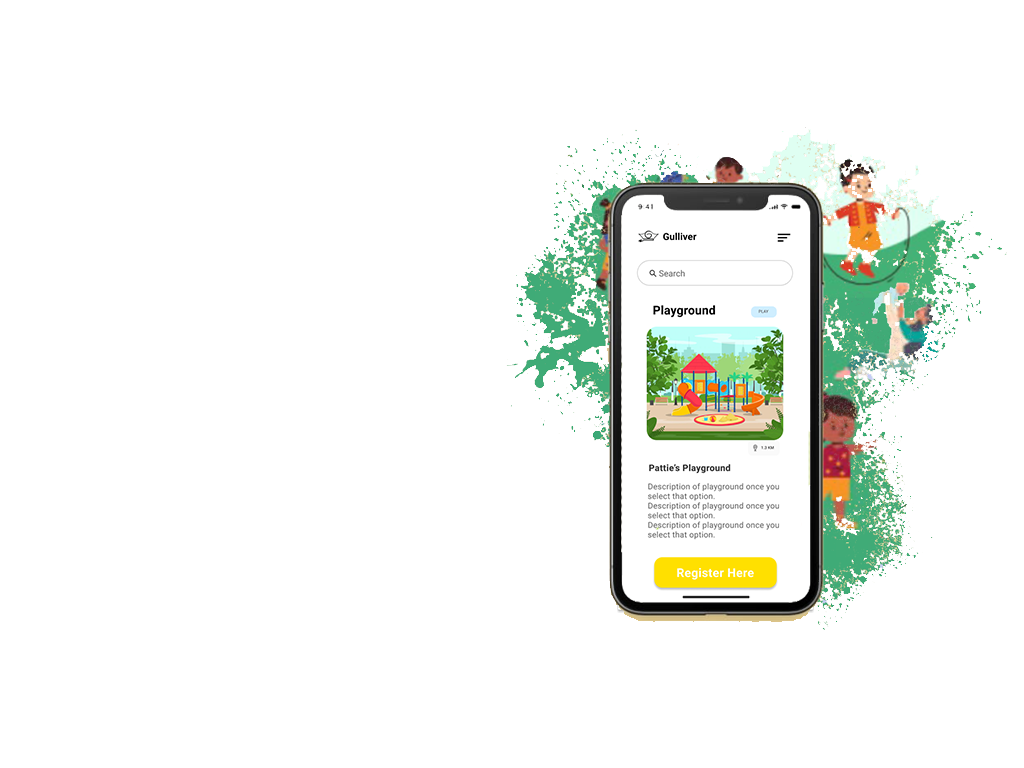 9:41
Gulliver
Search
Playground
PLAY
1.3 KM
Pattie's Playground
Description of playground once you
select that option.
Description of playground once you
select that option.
Description of playground once you
select that option.
Register Here